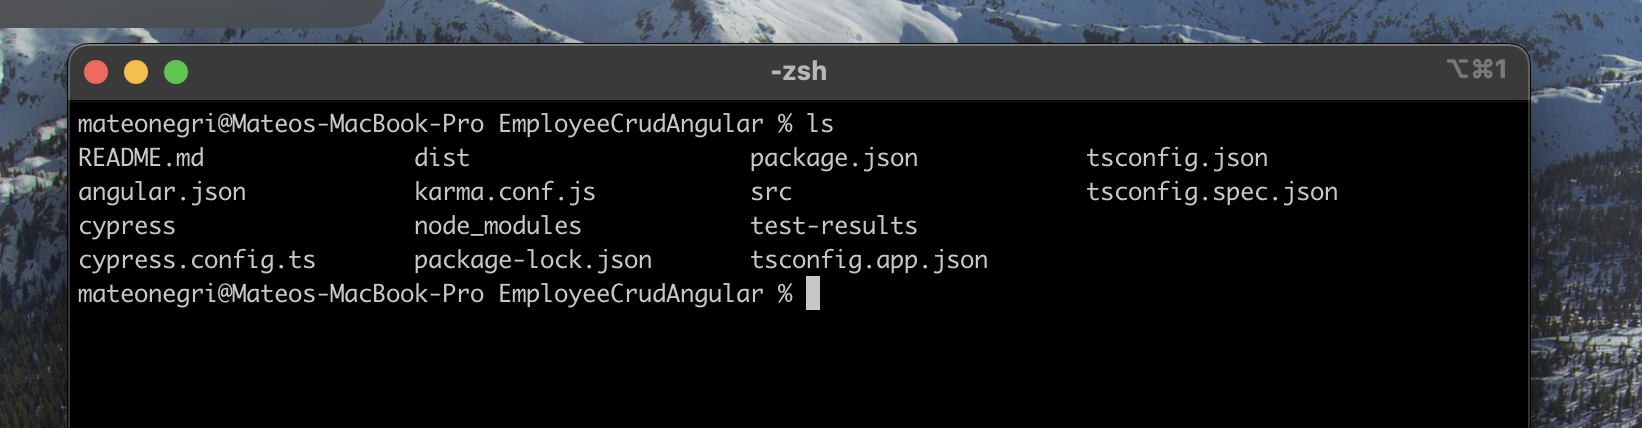 -zsh
⌥⌘1
mateonegri@Mateos-MacBook-Pro EmployeeCrudAngular % ls
README.md dist package.json tsconfig.json
angular.json karma.conf.js src tsconfig.spec.json
cypress node_modules test-results
cypress.config.ts package-lock.json tsconfig.app.json
mateonegri@Mateos-MacBook-Pro EmployeeCrudAngular %